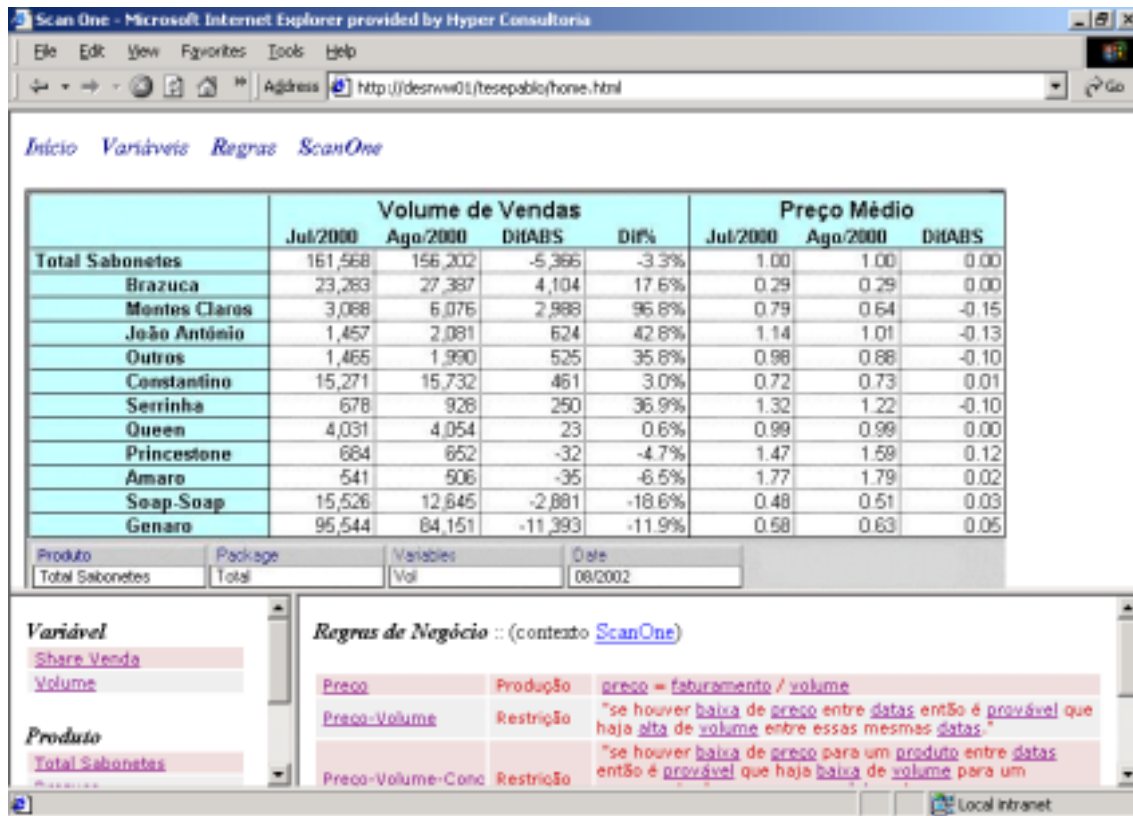 Scan One - Microsoft Internet Explorer provided by Hyper Consultoria
File Edit View Favorites Tools Help
Address http://desrvw01/tesepablo/home.html Go
Início Variáveis Regras ScanOne
Volume de Vendas Preço Médio
Jul/2000 Ago/2000 DifABS Dif% Jul/2000 Ago/2000 DifABS
Total Sabonetes 161,568 156,202 -5,366 -3.3% 1.00 1.00 0.00
Brazuca 23,283 27,387 4,104 17.6% 0.29 0.29 0.00
Montes Claros 3,088 6,076 2,988 96.8% 0.79 0.64 -0.15
João Antônio 1,457 2,081 624 42.8% 1.14 1.01 -0.13
Outros 1,465 1,990 525 35.8% 0.98 0.88 -0.10
Constantino 15,271 15,732 461 3.0% 0.72 0.73 0.01
Serrinha 678 928 250 36.9% 1.32 1.22 -0.10
Queen 4,031 4,054 23 0.6% 0.99 0.99 0.00
Princestone 684 652 -32 -4.7% 1.47 1.59 0.12
Amaro 541 506 -35 -6.5% 1.77 1.79 0.02
Soap-Soap 15,526 12,645 -2,881 -18.6% 0.48 0.51 0.03
Genaro 95,544 84,151 -11,393 -11.9% 0.58 0.63 0.05
Produto Package Variables Date
Total Sabonetes Total Vol 08/2002
Variável
Share Venda
Volume
Produto
Total Sabonetes
Regras de Negócio :: (contexto ScanOne)
Preço Produção preço = faturamento / volume
Preço-Volume Restrição "se houver baixa de preço entre datas então é provável que
haja alta de volume entre essas mesmas datas."
Preço-Volume-Conc Restrição "se houver baixa de preço para um produto entre datas
então é provável que haja baixa de volume para um
Local intranet